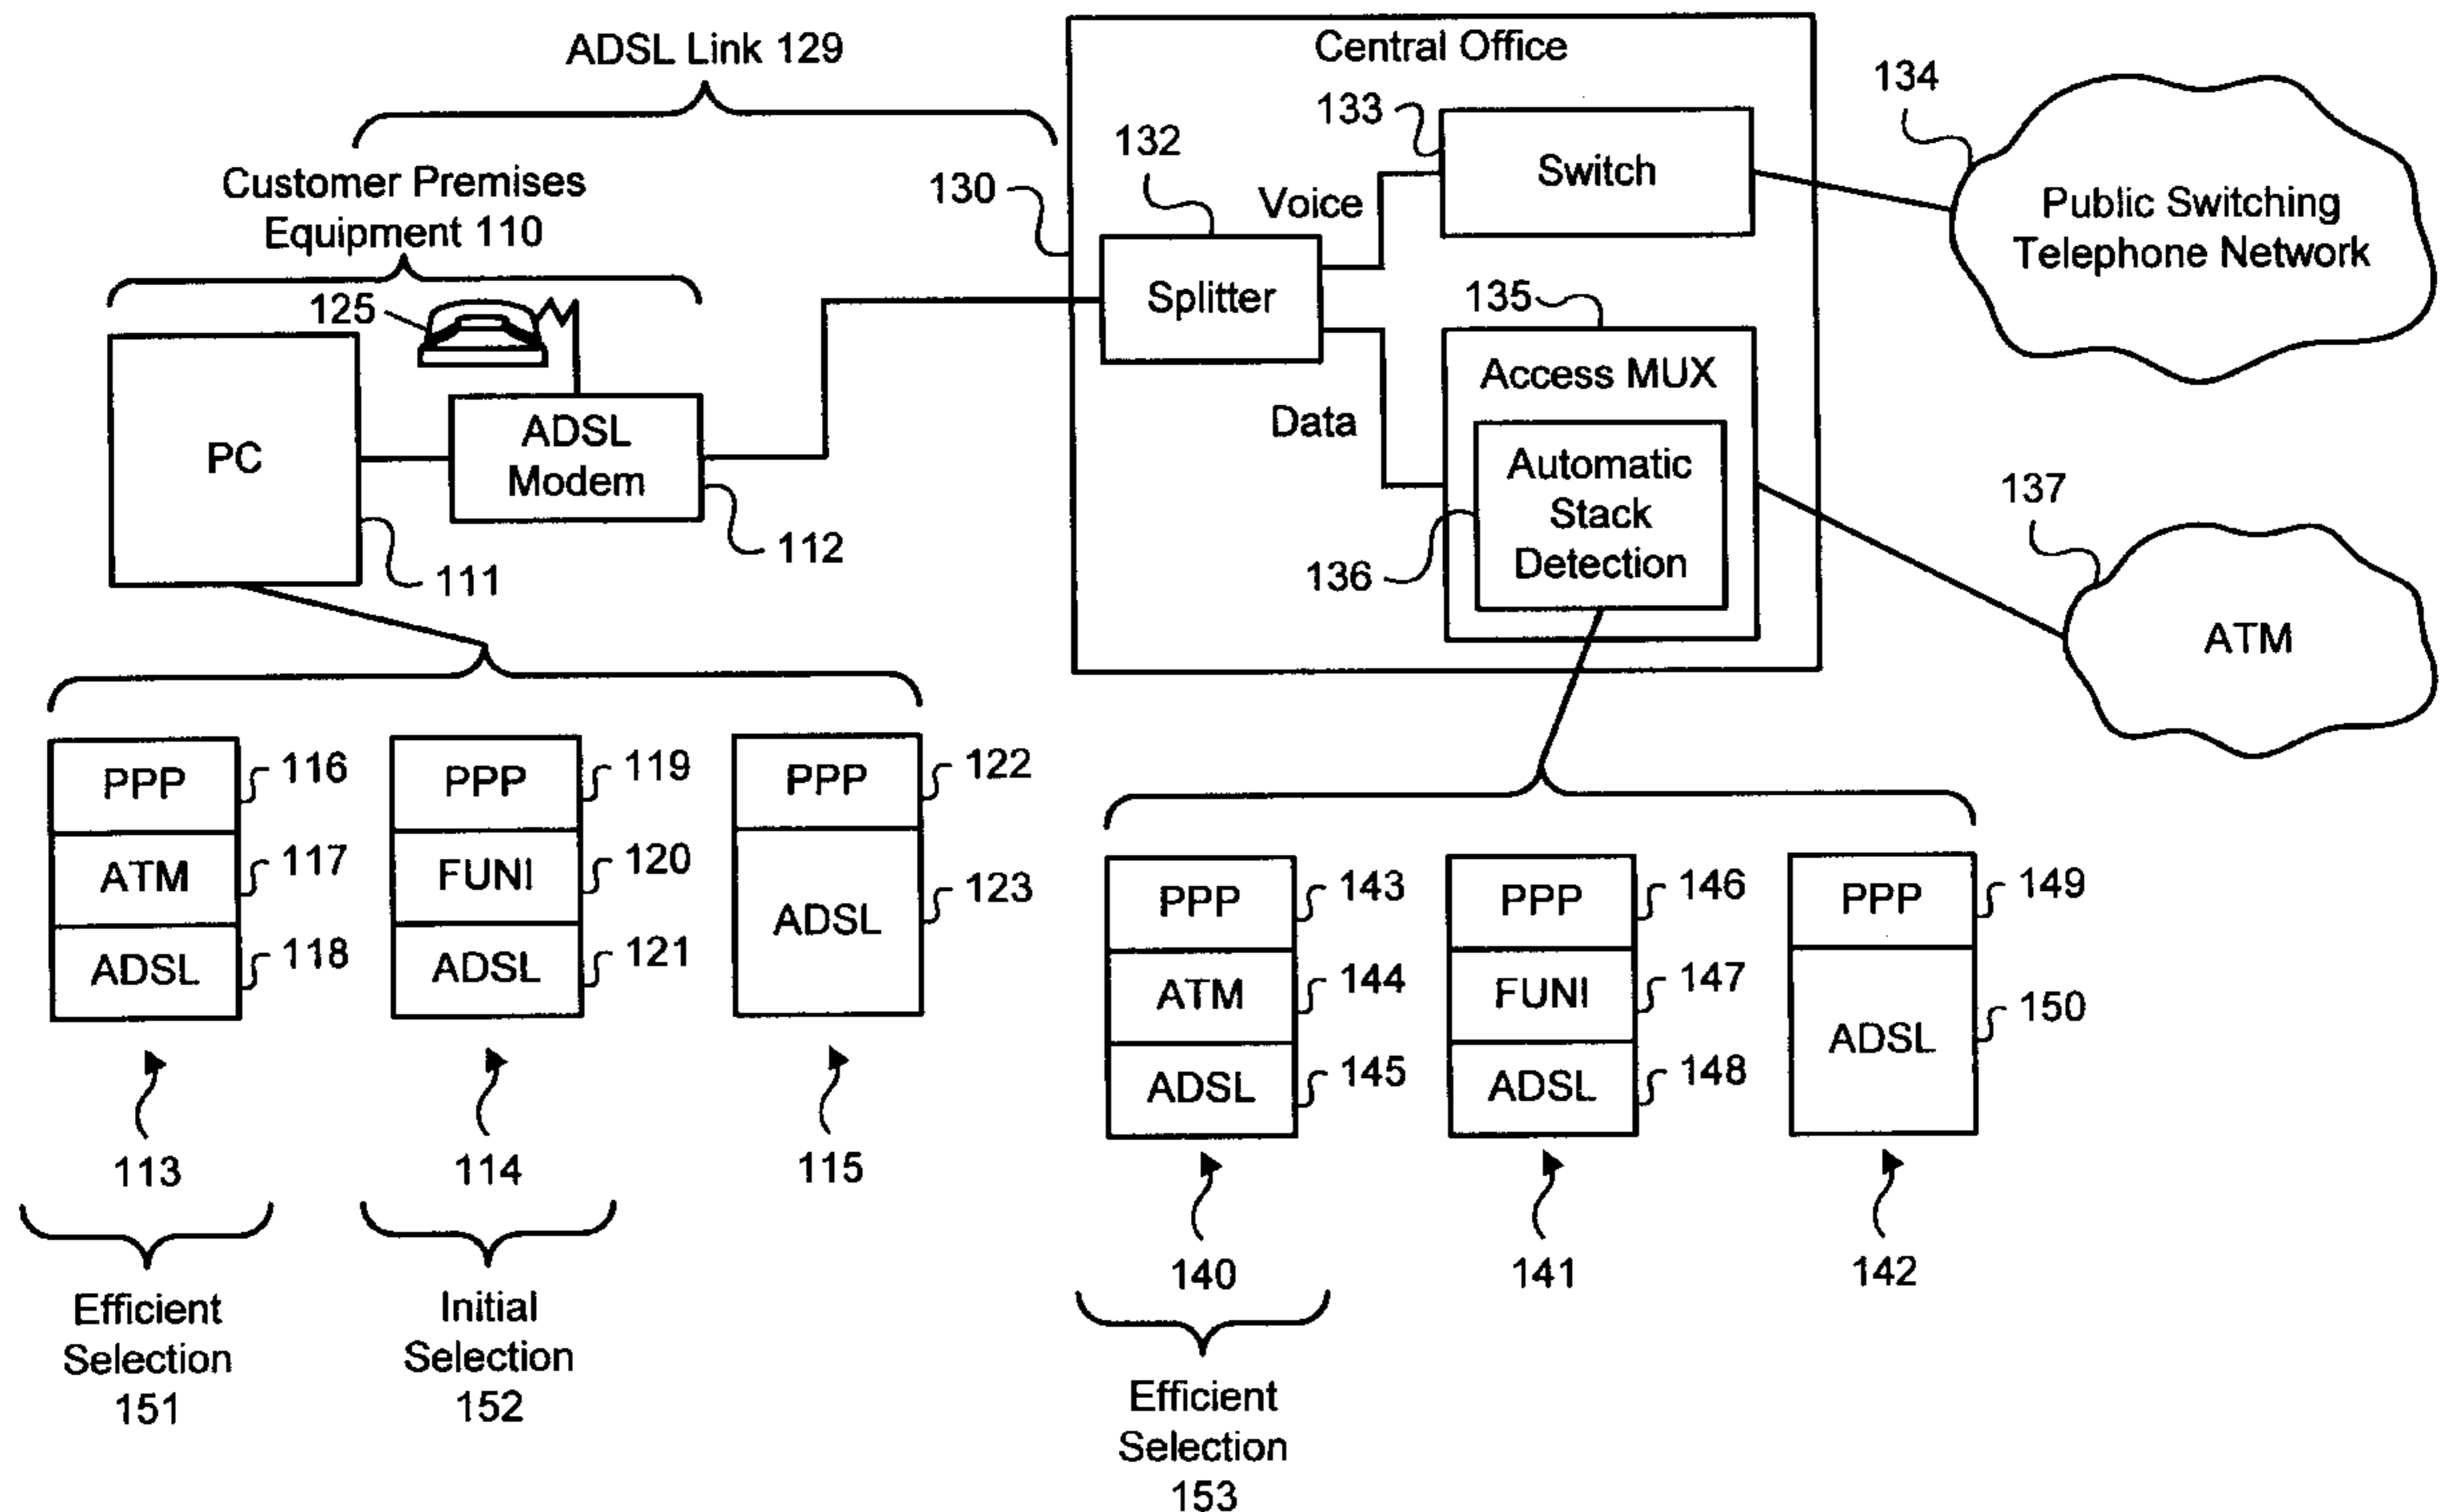 ADSL Link 129
Central Office
Customer Premises
Equipment 110
125
PC
111
ADSL
Modem
112
130
132
Splitter
Voice
Data
133
Switch
134
Public Switching
Telephone Network
135
Access MUX
Automatic
Stack
Detection
136
137
ATM
PPP
116
ATM
117
ADSL
118
113
Efficient
Selection
151
PPP
119
FUNI
120
ADSL
121
114
Initial
Selection
152
PPP
122
ADSL
123
115
PPP
143
ATM
144
ADSL
145
140
Efficient
Selection
153
PPP
146
FUNI
147
ADSL
148
141
PPP
149
ADSL
150
142